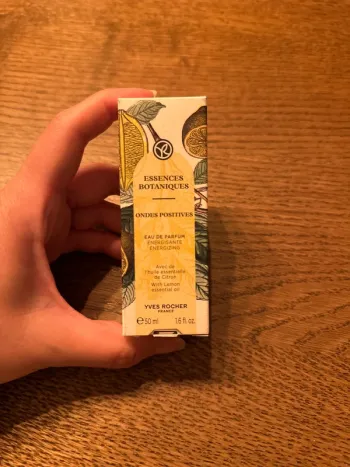 ESSENCES
BOTANIQUES
ONDES POSITIVES
EAU DE PARFUM
ÉNERGISANTE
ENERGIZING
Avec de
l'huile essentielle
de Citron
With Lemon
essential oil
YVES ROCHER
FRANCE
℮50 ml 1.6 fl. oz.